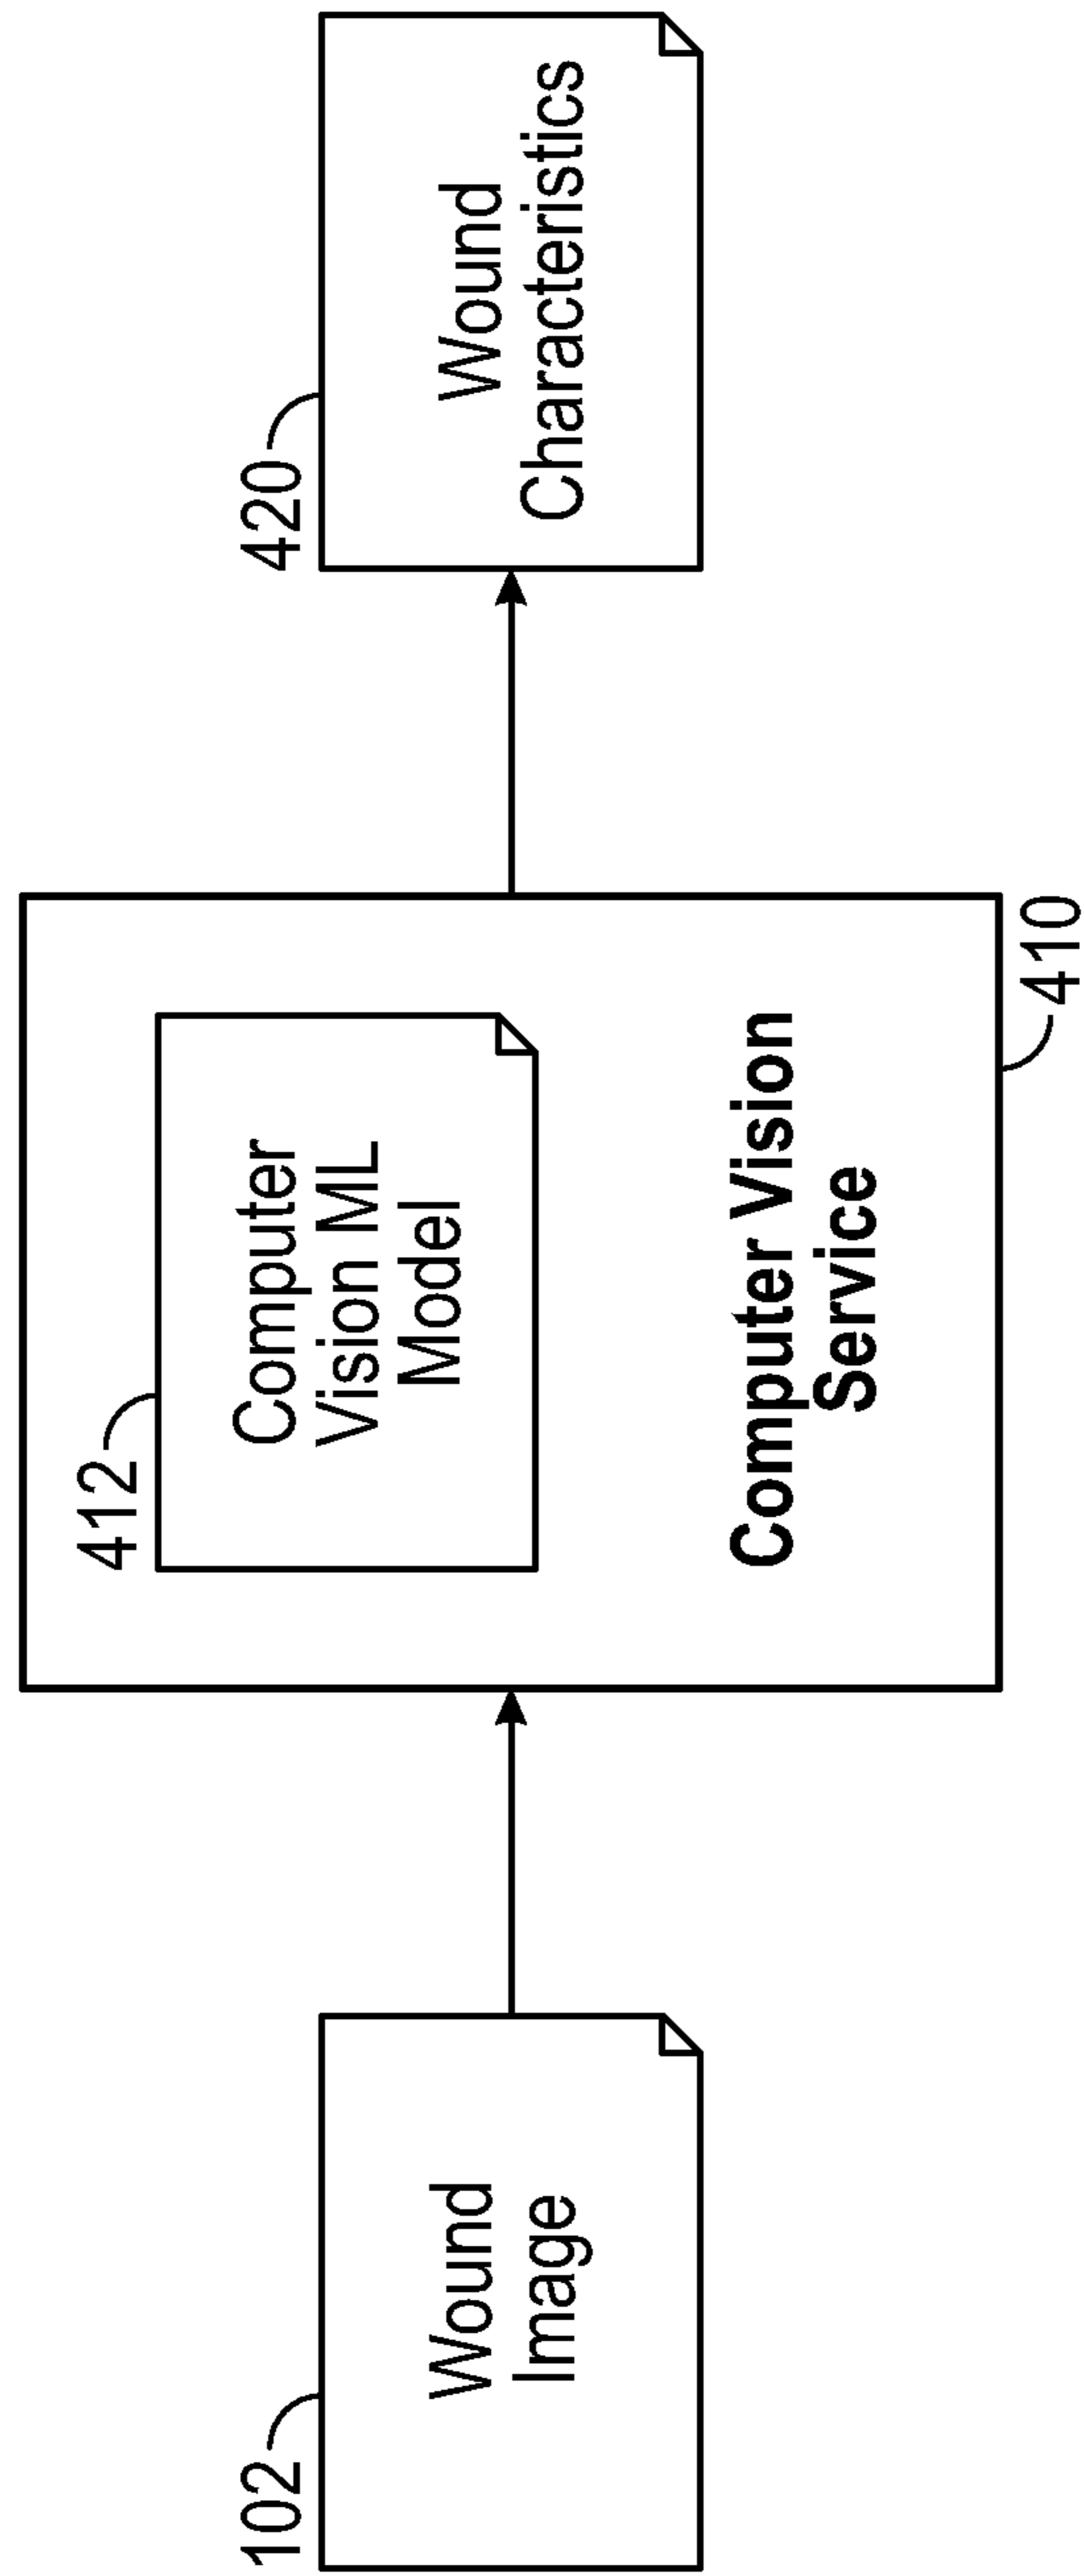 102
Wound
Image
412
Computer
Vision ML
Model
Computer Vision
Service
410
420
Wound
Characteristics